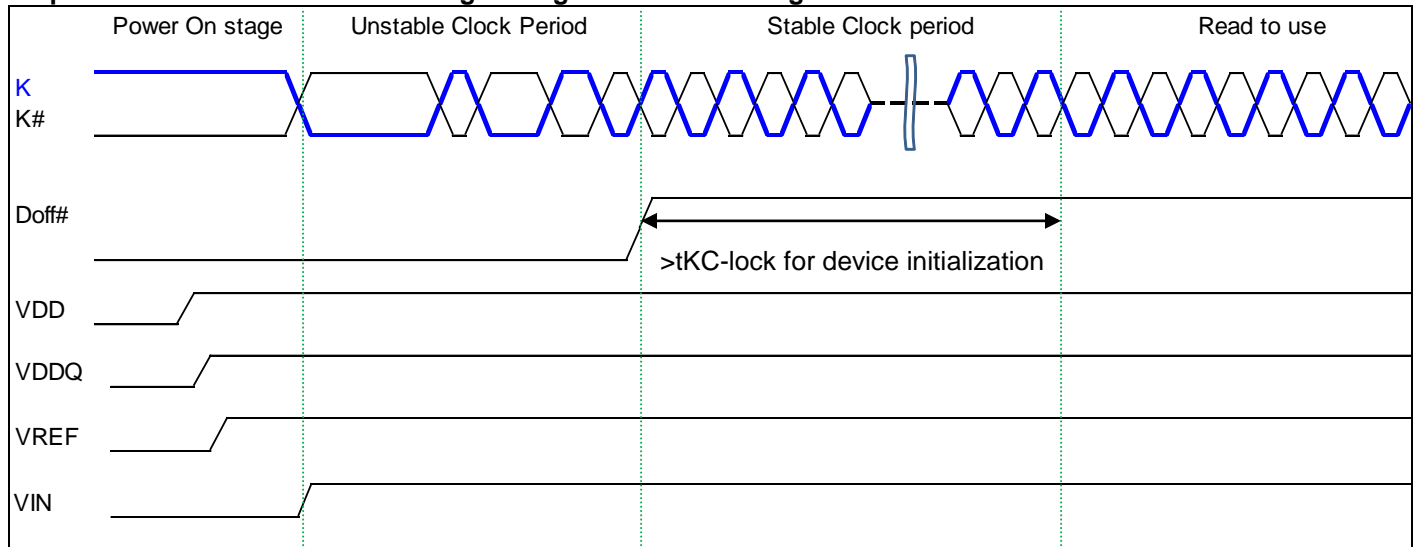 Power On stage
Unstable Clock Period
Stable Clock period
Read to use
K
K#
Doff#
>tKC-lock for device initialization
VDD
VDDQ
VREF
VIN